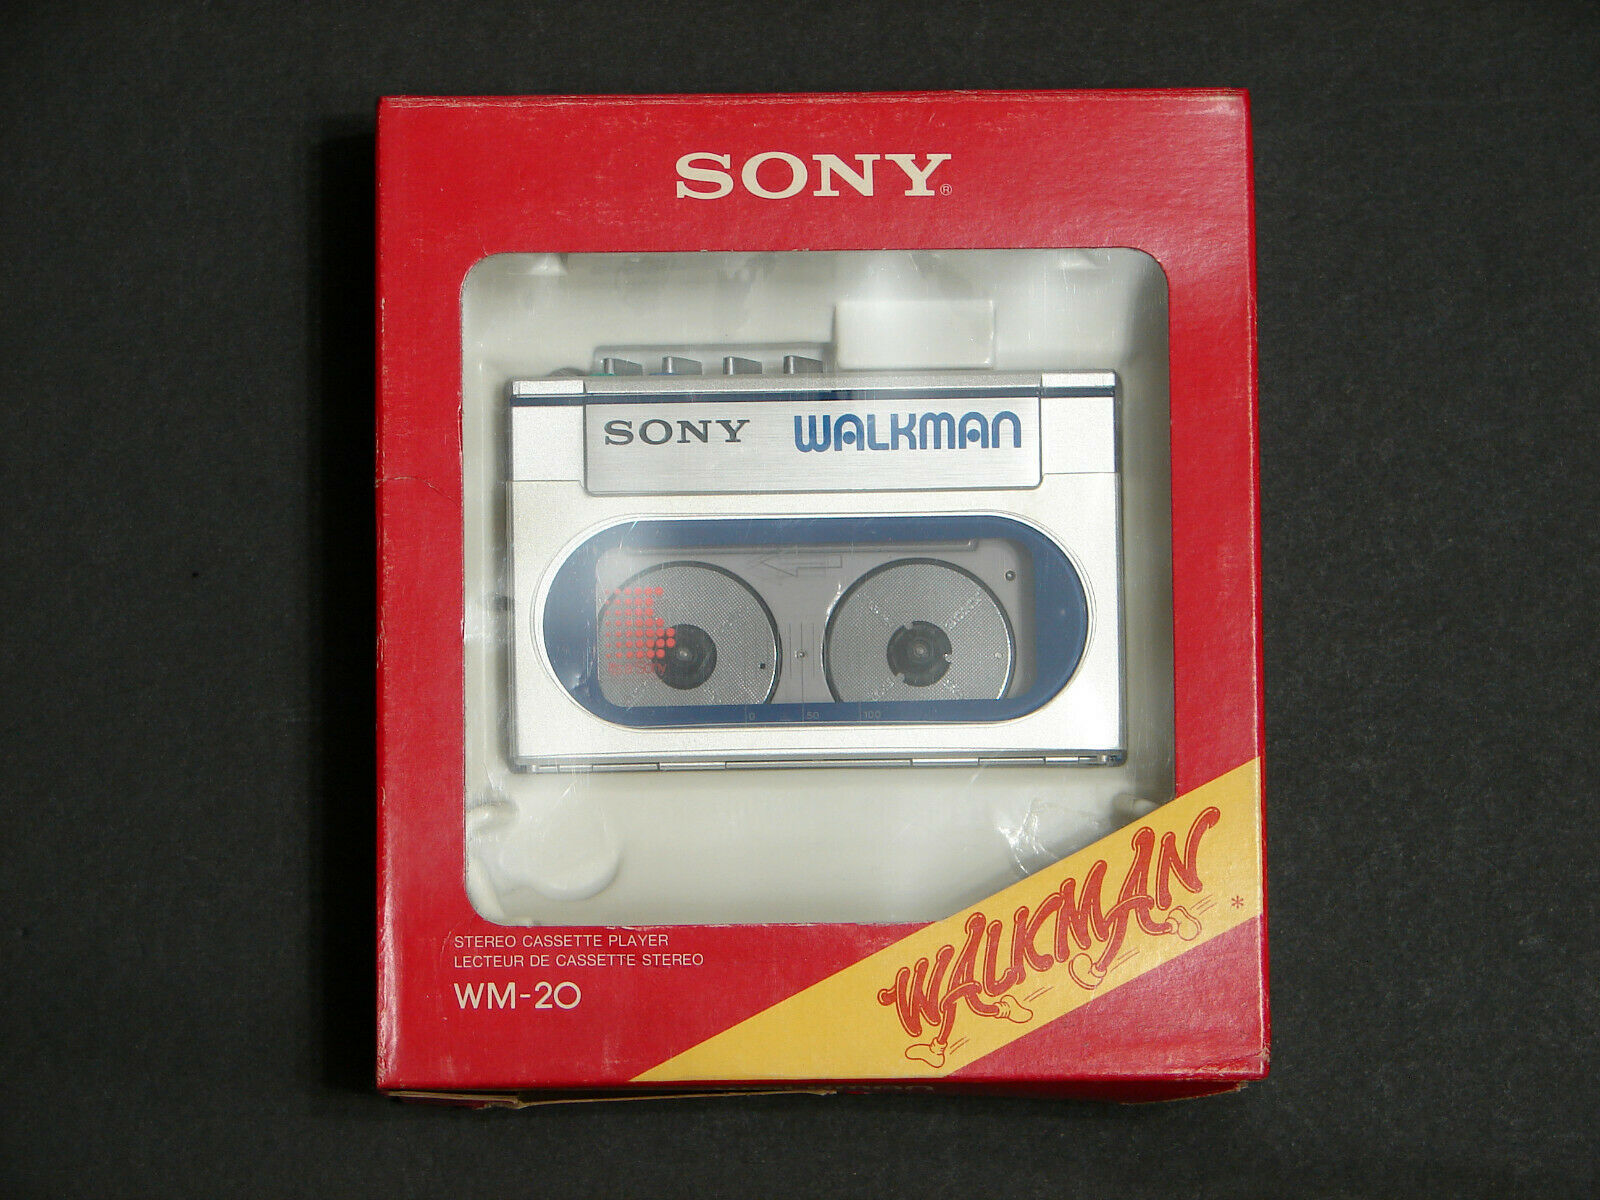 SONY®
SONY WALKMAN
0 50 100
STEREO CASSETTE PLAYER
LECTEUR DE CASSETTE STEREO
WM-20
WALKMAN*